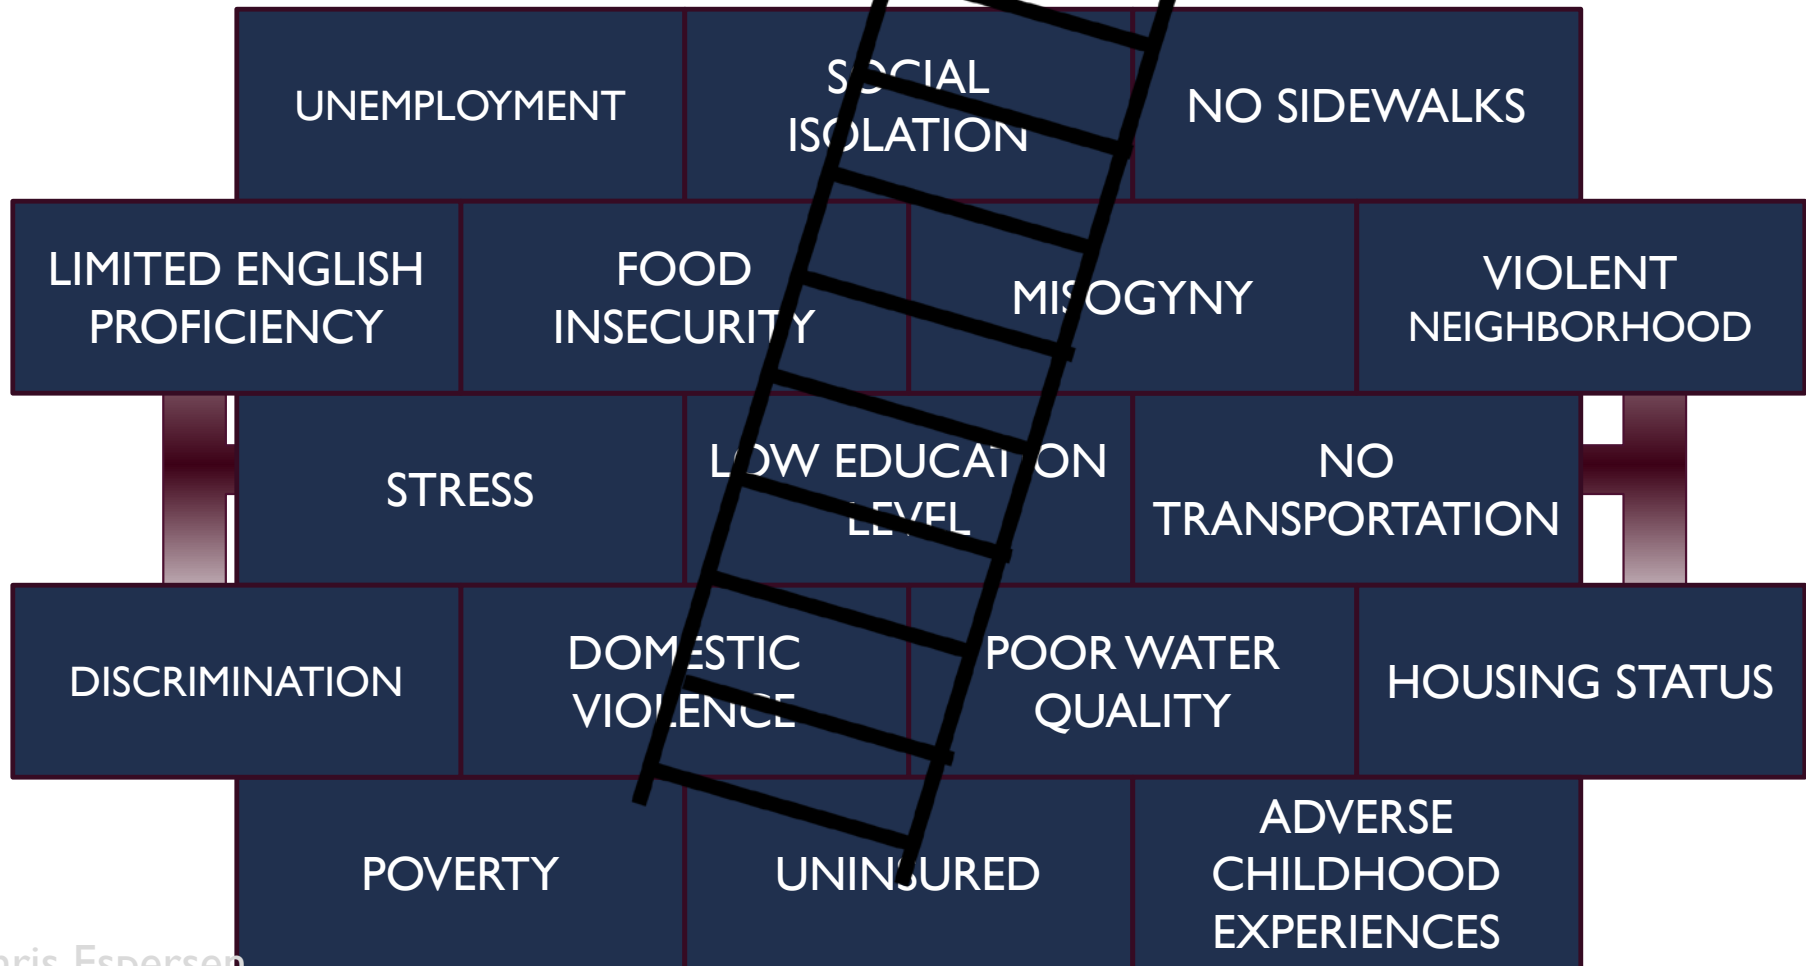 UNEMPLOYMENT
SOCIAL
ISOLATION
NO SIDEWALKS
LIMITED ENGLISH
PROFICIENCY
FOOD
INSECURITY
MISOGYNY
VIOLENT
NEIGHBORHOOD
STRESS
LOW EDUCATION
LEVEL
NO
TRANSPORTATION
DISCRIMINATION
DOMESTIC
VIOLENCE
POOR WATER
QUALITY
HOUSING STATUS
POVERTY
UNINSURED
ADVERSE
CHILDHOOD
EXPERIENCES
Espersen